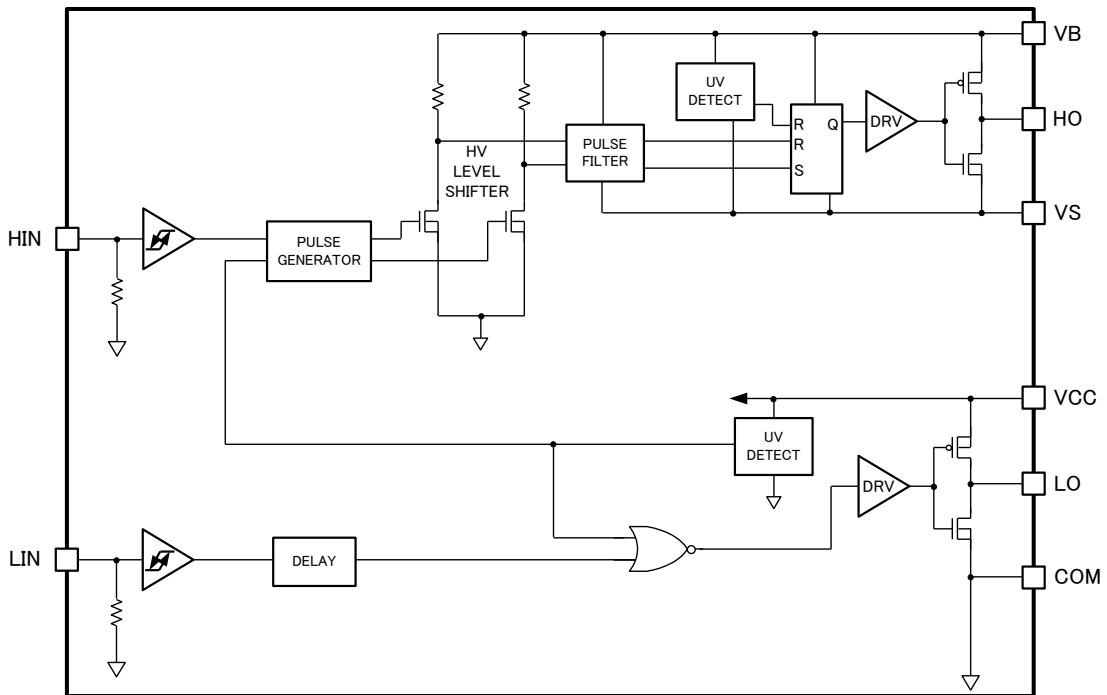 VB
UV
DETECT
HO
R
Q
DRV
PULSE
FILTER
R
HV
LEVEL
SHIFTER
S
VS
HIN
PULSE
GENERATOR
VCC
UV
DETECT
LO
DRV
LIN
DELAY
COM